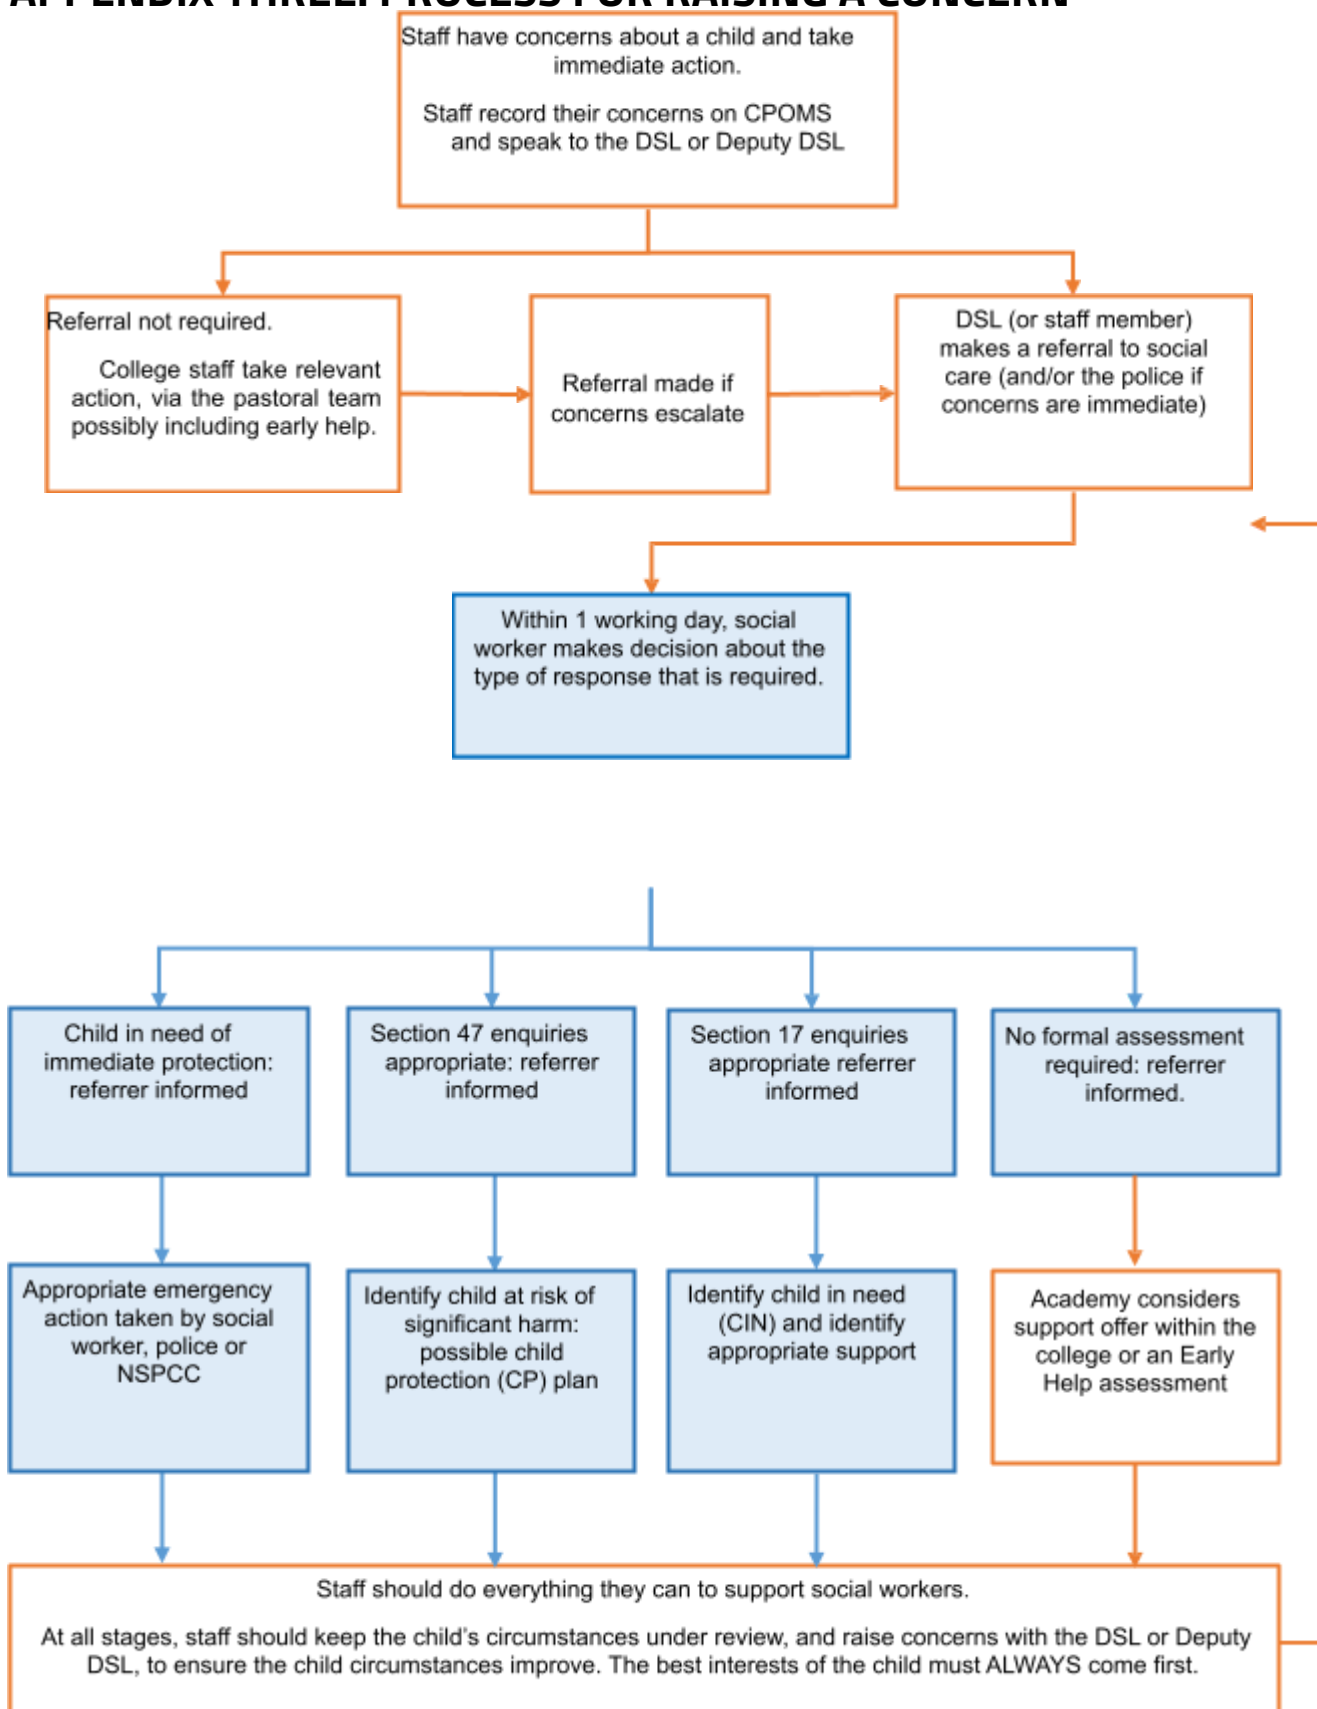 APPENDIX THREE: PROCESS FOR RAISING A CONCERN
Staff have concerns about a child and take
immediate action.
Staff record their concerns on CPOMS
and speak to the DSL or Deputy DSL
Referral not required.
College staff take relevant
action, via the pastoral team
possibly including early help.
Referral made if
concerns escalate
DSL (or staff member)
makes a referral to social
care (and/or the police if
concerns are immediate)
Within 1 working day, social
worker makes decision about the
type of response that is required.
Child in need of
immediate protection:
referrer informed
Section 47 enquiries
appropriate: referrer
informed
Section 17 enquiries
appropriate referrer
informed
No formal assessment
required: referrer
informed.
Appropriate emergency
action taken by social
worker, police or
NSPCC
Identify child at risk of
significant harm:
possible child
protection (CP) plan
Identify child in need
(CIN) and identify
appropriate support
Academy considers
support offer within the
college or an Early
Help assessment
Staff should do everything they can to support social workers.
At all stages, staff should keep the child's circumstances under review, and raise concerns with the DSL or Deputy
DSL, to ensure the child circumstances improve. The best interests of the child must ALWAYS come first.